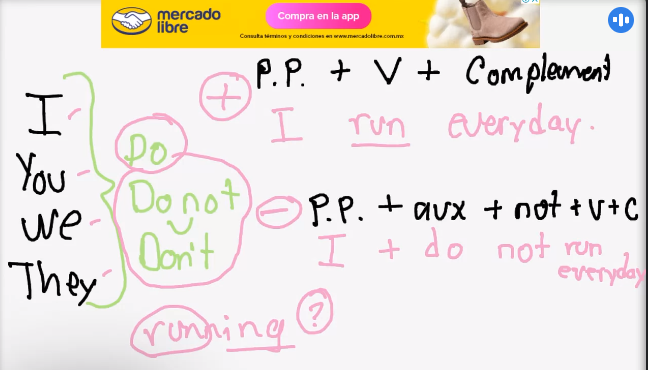 mercado
libre
Compra en la app
Consulta términos y condiciones en www.mercadolibre.com.mx
P.P. + V + Complement
I run everyday.
I
You
We
They
Do
Do not
Don't
+
-
P.P. + aux + not + v + c
I + do not run
everyday
running ?